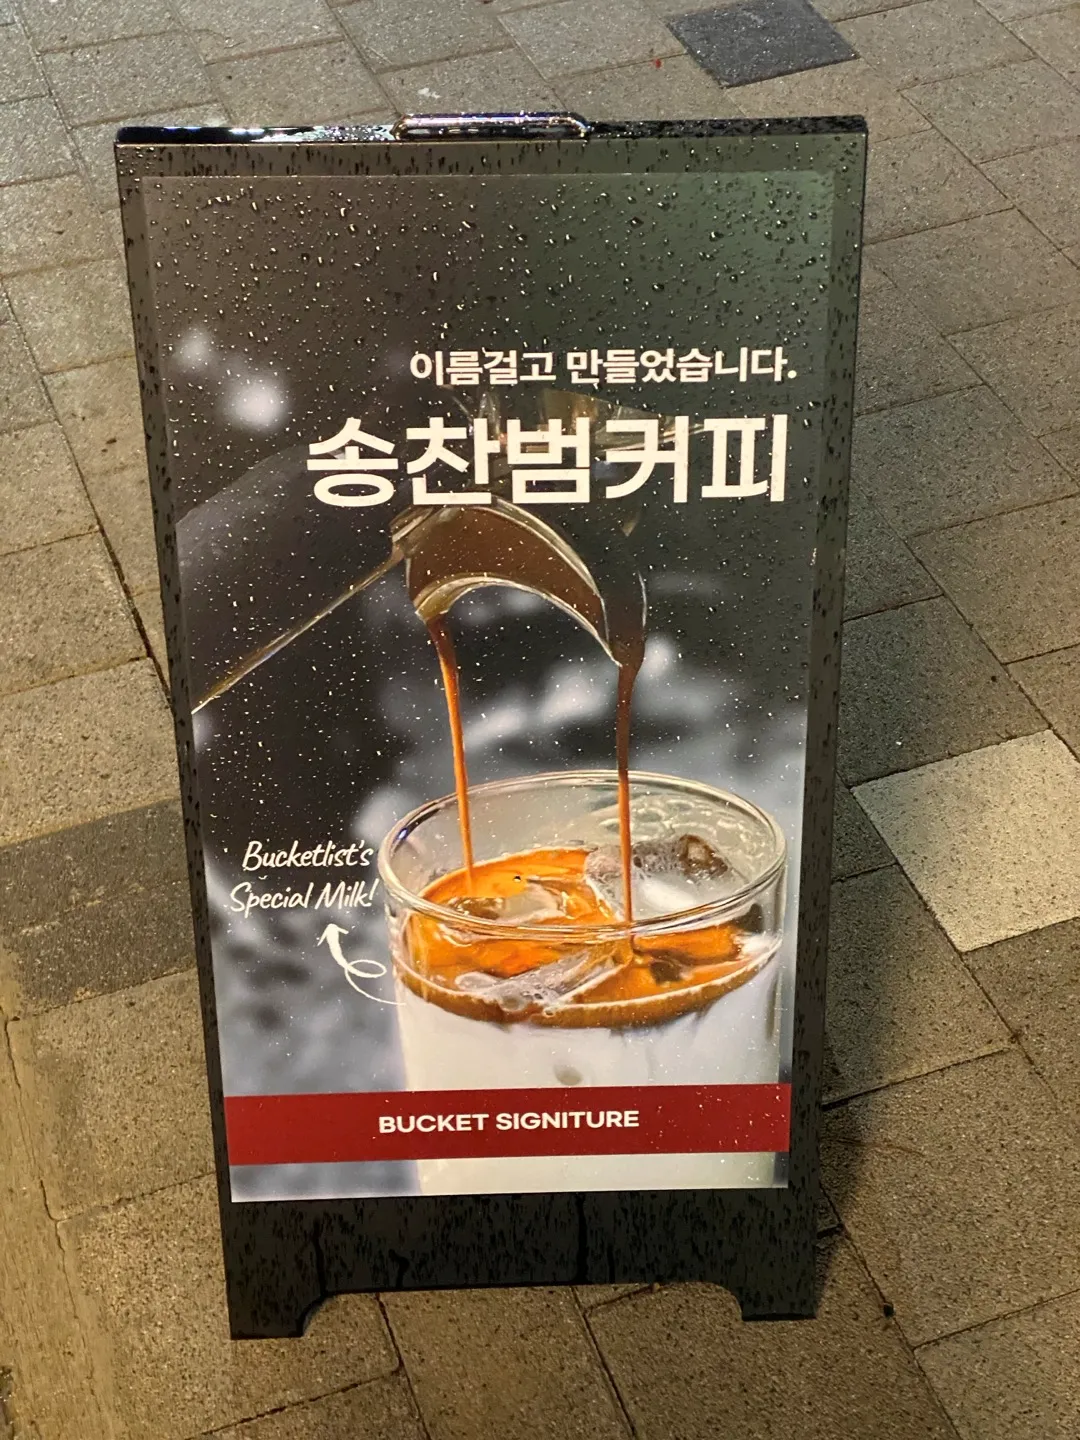 이름걸고 만들었습니다.
송찬범커피
Bucketlist's
Special Milk!
BUCKET SIGNITURE